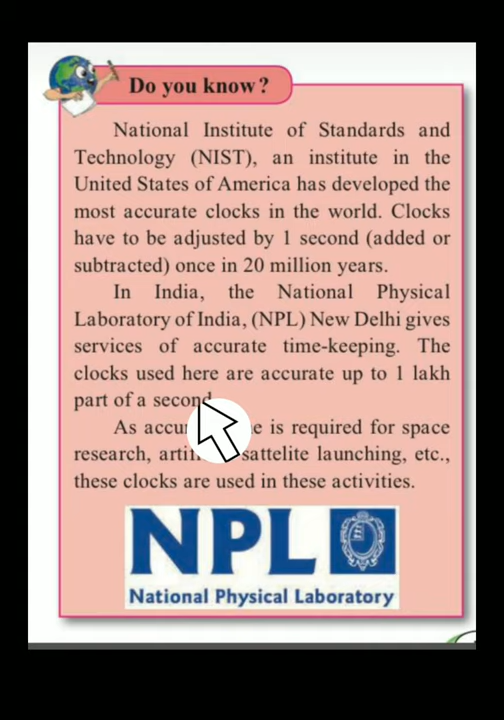 Do you know?
National Institute of Standards and
Technology (NIST), an institute in the
United States of America has developed the
most accurate clocks in the world. Clocks
have to be adjusted by 1 second (added or
subtracted) once in 20 million years.
In India, the National Physical
Laboratory of India, (NPL) New Delhi gives
services of accurate time-keeping. The
clocks used here are accurate up to 1 lakh
part of a second
As is required for space
research, sattelite launching, etc.,
these clocks are used in these activities.
NPL
National Physical Laboratory